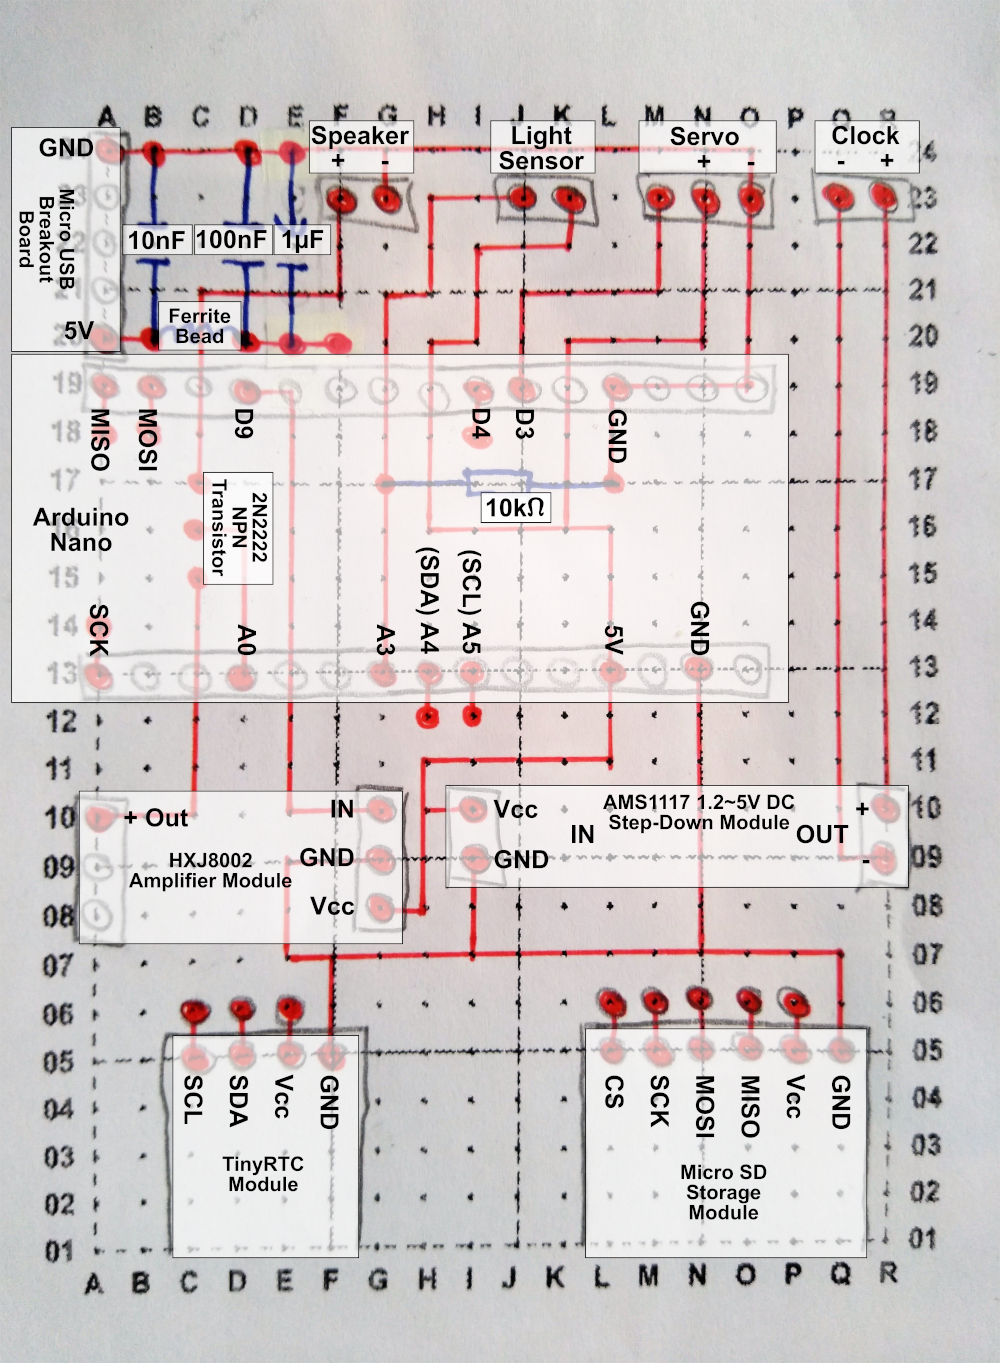 A B C D E F G H I J K L M N O P Q R
GND
Micro USB
Breakout
Board
5V
10nF
100nF
1µF
Ferrite
Bead
Speaker
+ -
Light
Sensor
Servo
+ -
Clock
- +
24
23 23
22 22
21 21
20 20
19 19
18 18
17 17
16 16
15 15
14 14
13 13
12 12
11 11
10 10
09 09
08 08
07 07
06 06
05 05
04 04
03 03
02 02
01 01
MISO
MOSI
D9
D4
D3
GND
10kΩ
2N2222
NPN
Transistor
Arduino
Nano
SCK
A0
A3
(SDA) A4
(SCL) A5
5V
GND
+ Out
IN
GND
Vcc
HXJ8002
Amplifier Module
Vcc
GND
AMS1117 1.2~5V DC
Step-Down Module
IN
OUT
+
-
SCL
SDA
Vcc
GND
TinyRTC
Module
CS
SCK
MOSI
MISO
Vcc
GND
Micro SD
Storage
Module
A B C D E F G H I J K L M N O P Q R